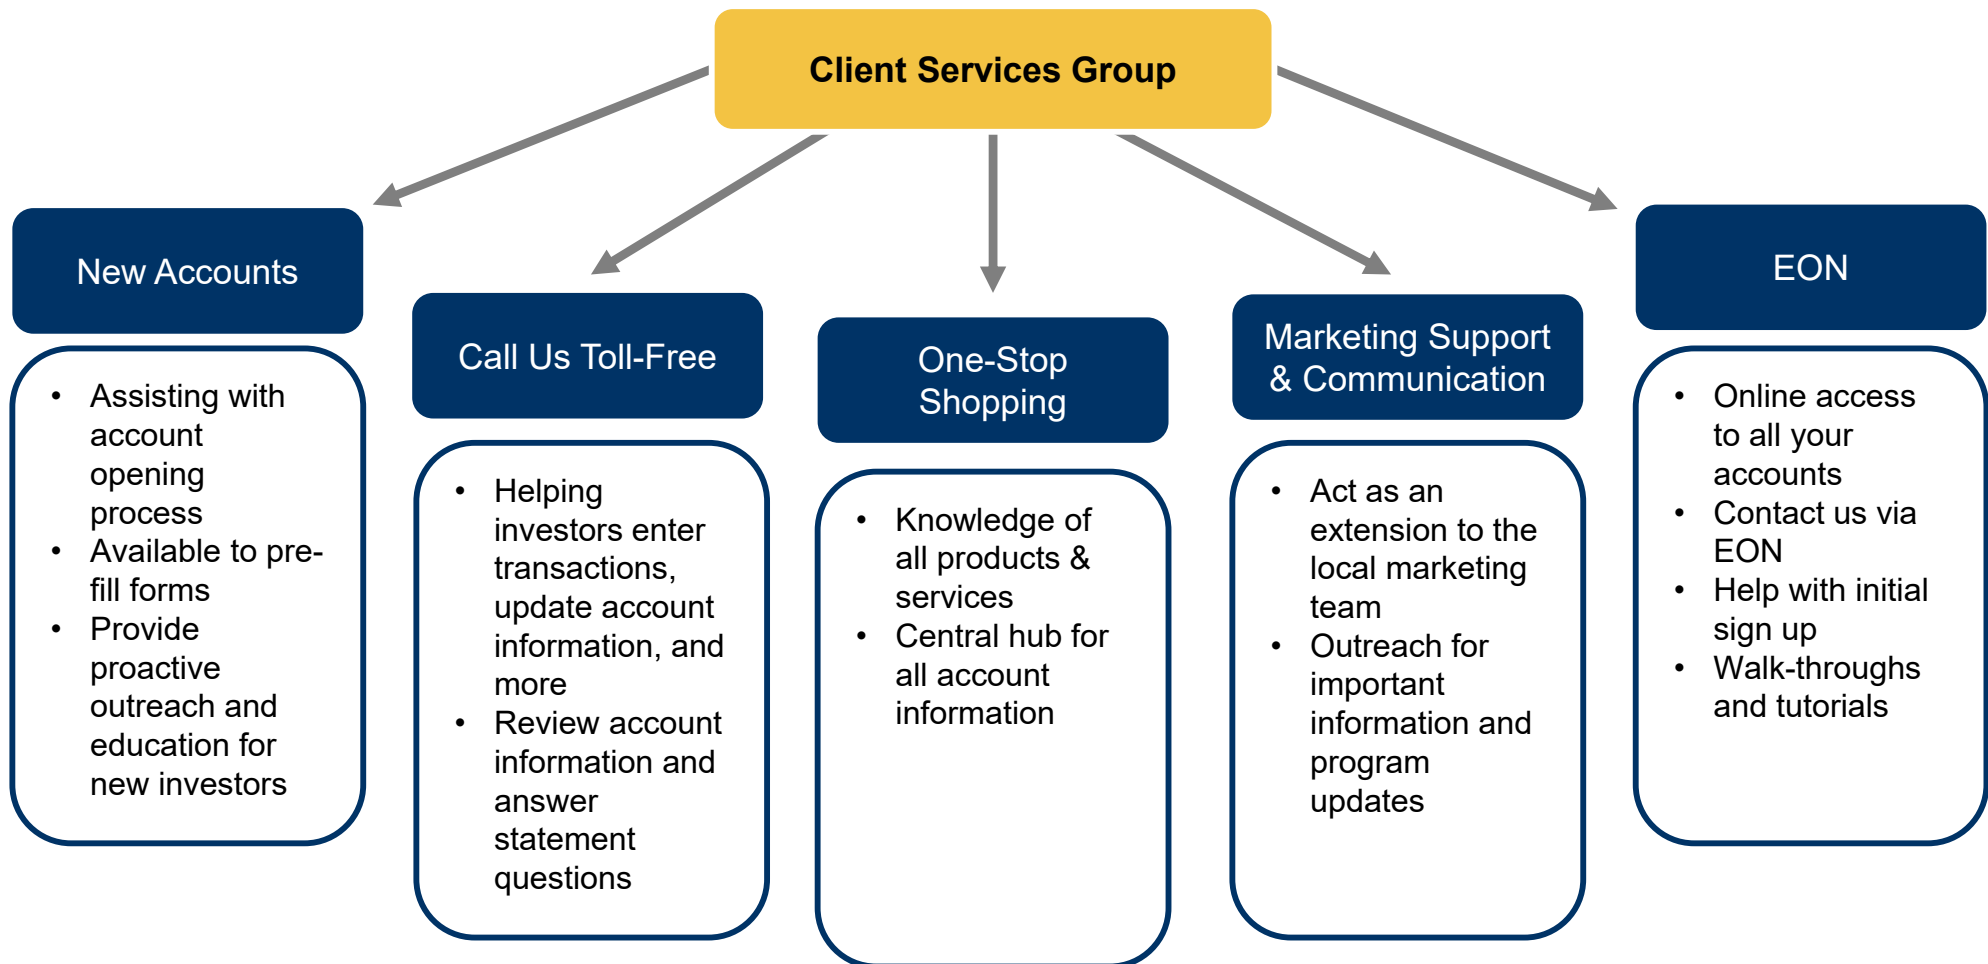 Client Services Group
New Accounts
• Assisting with
account
opening
process
• Available to pre-
fill forms
• Provide
proactive
outreach and
education for
new investors
Call Us Toll-Free
• Helping
investors enter
transactions,
update account
information, and
more
• Review account
information and
answer
statement
questions
One-Stop
Shopping
• Knowledge of
all products &
services
• Central hub for
all account
information
Marketing Support
& Communication
• Act as an
extension to the
local marketing
team
• Outreach for
important
information and
program
updates
EON
• Online access
to all your
accounts
• Contact us via
EON
• Help with initial
sign up
• Walk-throughs
and tutorials